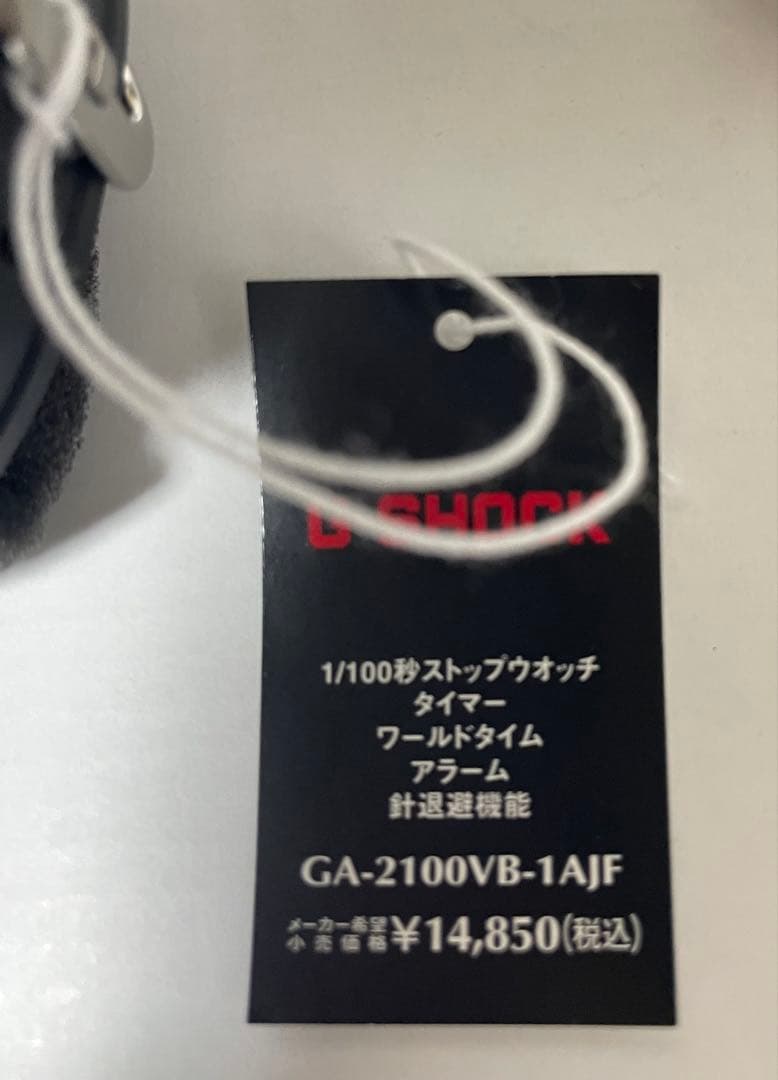 G-SHOCK
1/100秒ストップウオッチ
タイマー
ワールドタイム
アラーム
針退避機能
GA-2100VB-1AJF
メーカー希望
小売価格 ¥14,850(税込)